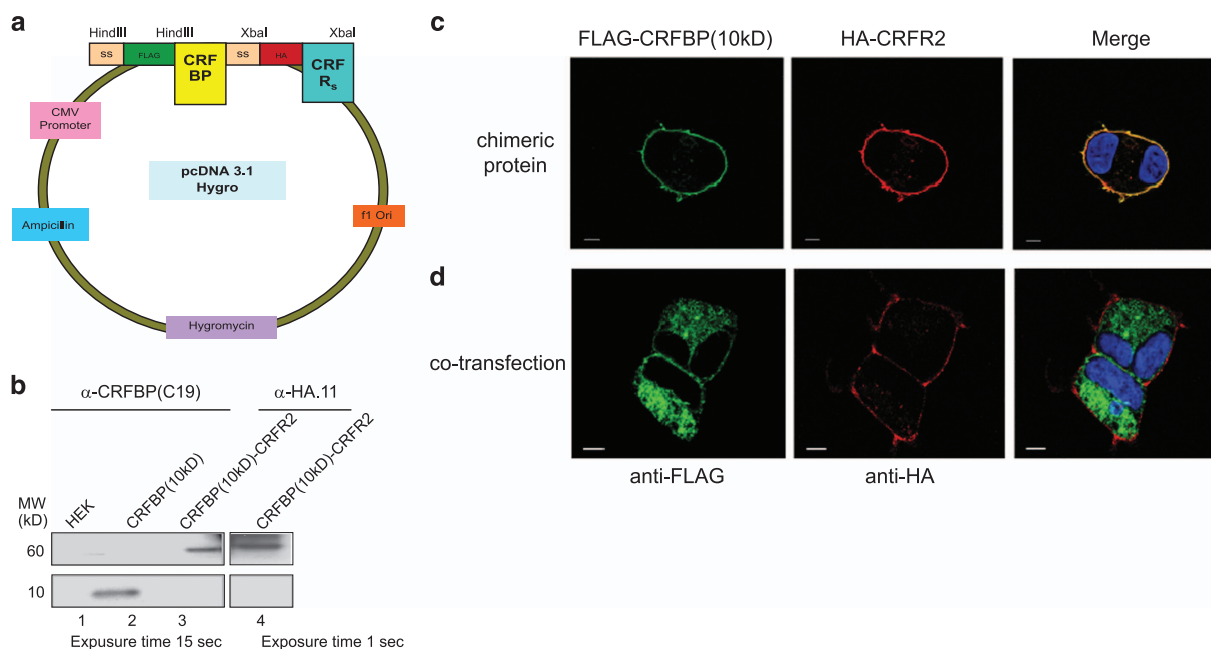 a
HindIII HindIII XbaI XbaI
SS FLAG CRF BP SS HA CRF Rs
CMV Promoter
pcDNA 3.1
Hygro
Ampicillin
f1 Ori
Hygromycin
b
α-CRFBP(C19) α-HA.11
HEK
CRFBP(10kD)
CRFBP(10kD)-CRFR2
CRFBP(10kD)-CRFR2
MW
(kD)
60
10
1 2 3 4
Expusure time 15 sec Exposure time 1 sec
c
FLAG-CRFBP(10kD) HA-CRFR2 Merge
chimeric
protein
d
co-transfection
anti-FLAG anti-HA